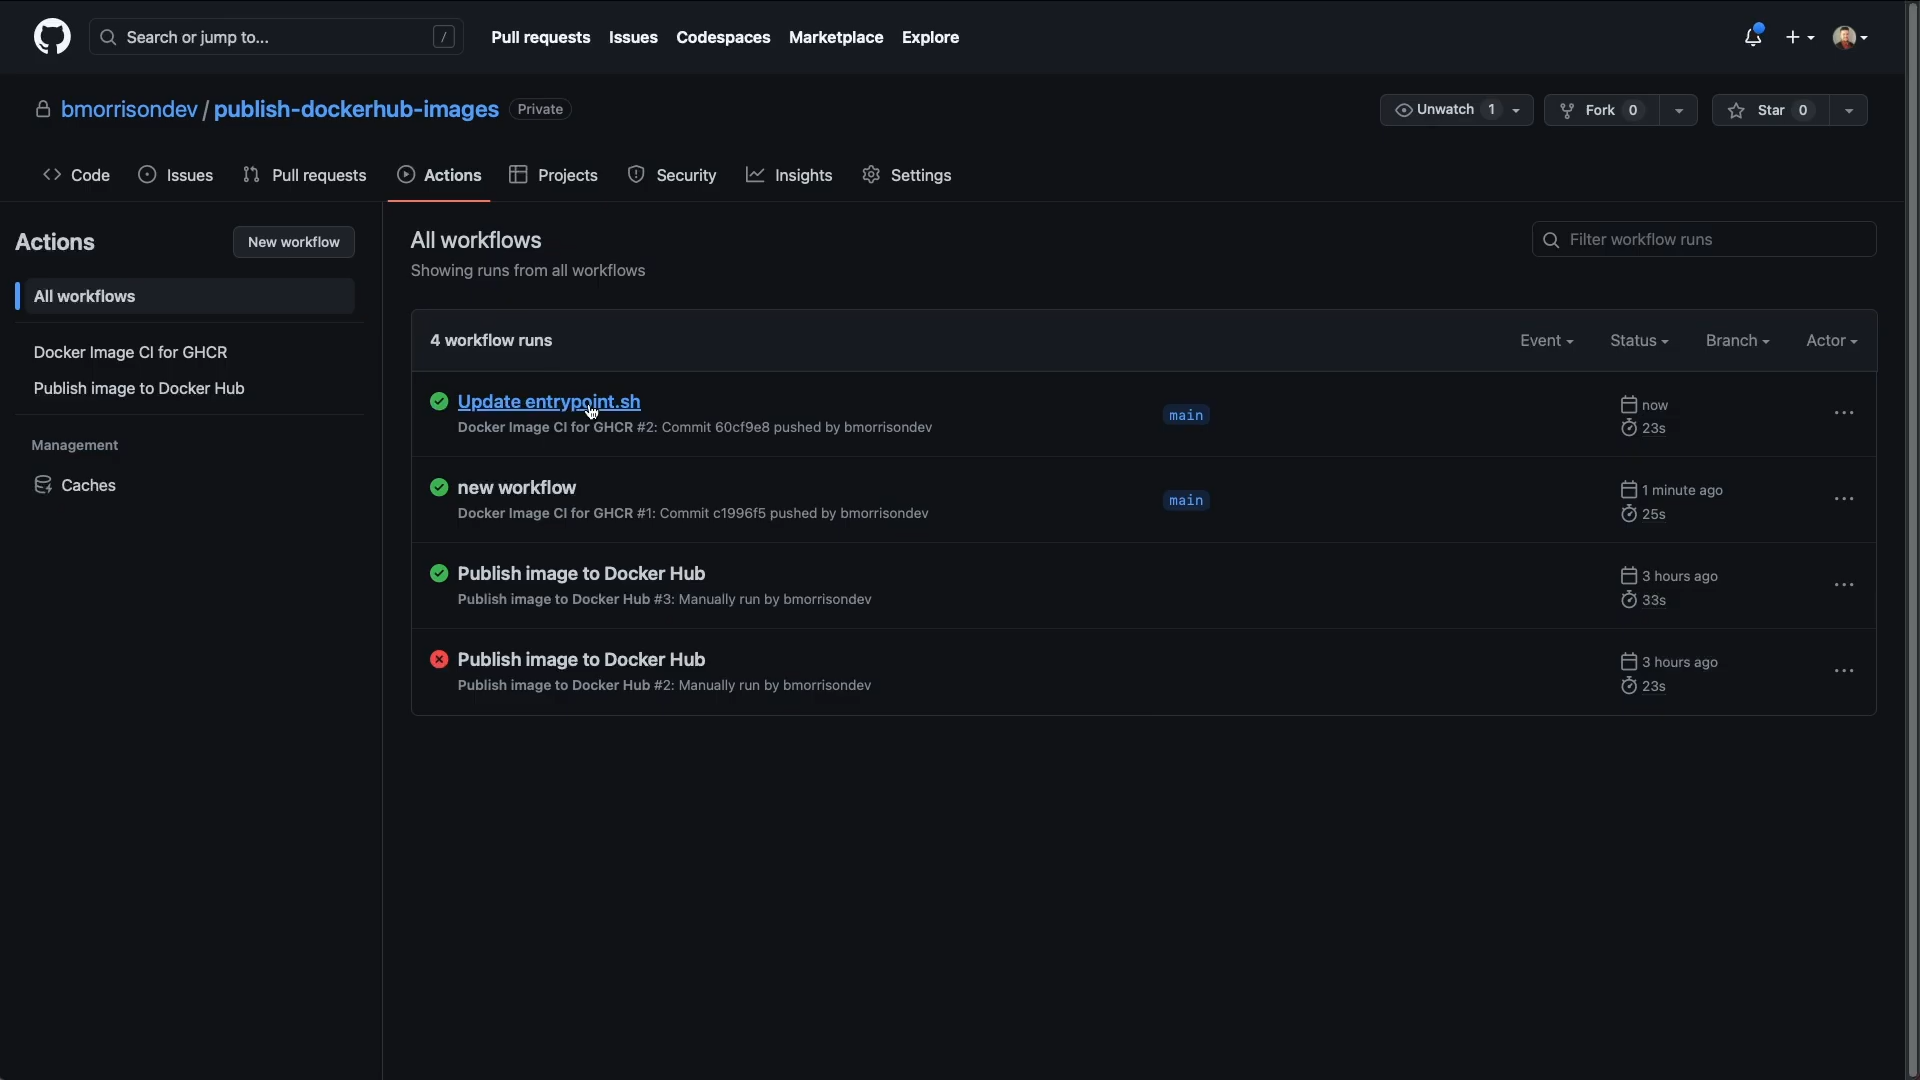 Search or jump to... /
Pull requests Issues Codespaces Marketplace Explore
bmorrisondev / publish-dockerhub-images Private
Unwatch 1 Fork 0 Star 0
Code Issues Pull requests Actions Projects Security Insights Settings
Actions
New workflow
All workflows
Docker Image CI for GHCR
Publish image to Docker Hub
Management
Caches
All workflows
Showing runs from all workflows
Filter workflow runs
4 workflow runs
Event Status Branch Actor
Update entrypoint.sh
Docker Image CI for GHCR #2: Commit 60cf9e8 pushed by bmorrisondev
main
now
23s
new workflow
Docker Image CI for GHCR #1: Commit c1996f5 pushed by bmorrisondev
main
1 minute ago
25s
Publish image to Docker Hub
Publish image to Docker Hub #3: Manually run by bmorrisondev
3 hours ago
33s
Publish image to Docker Hub
Publish image to Docker Hub #2: Manually run by bmorrisondev
3 hours ago
23s